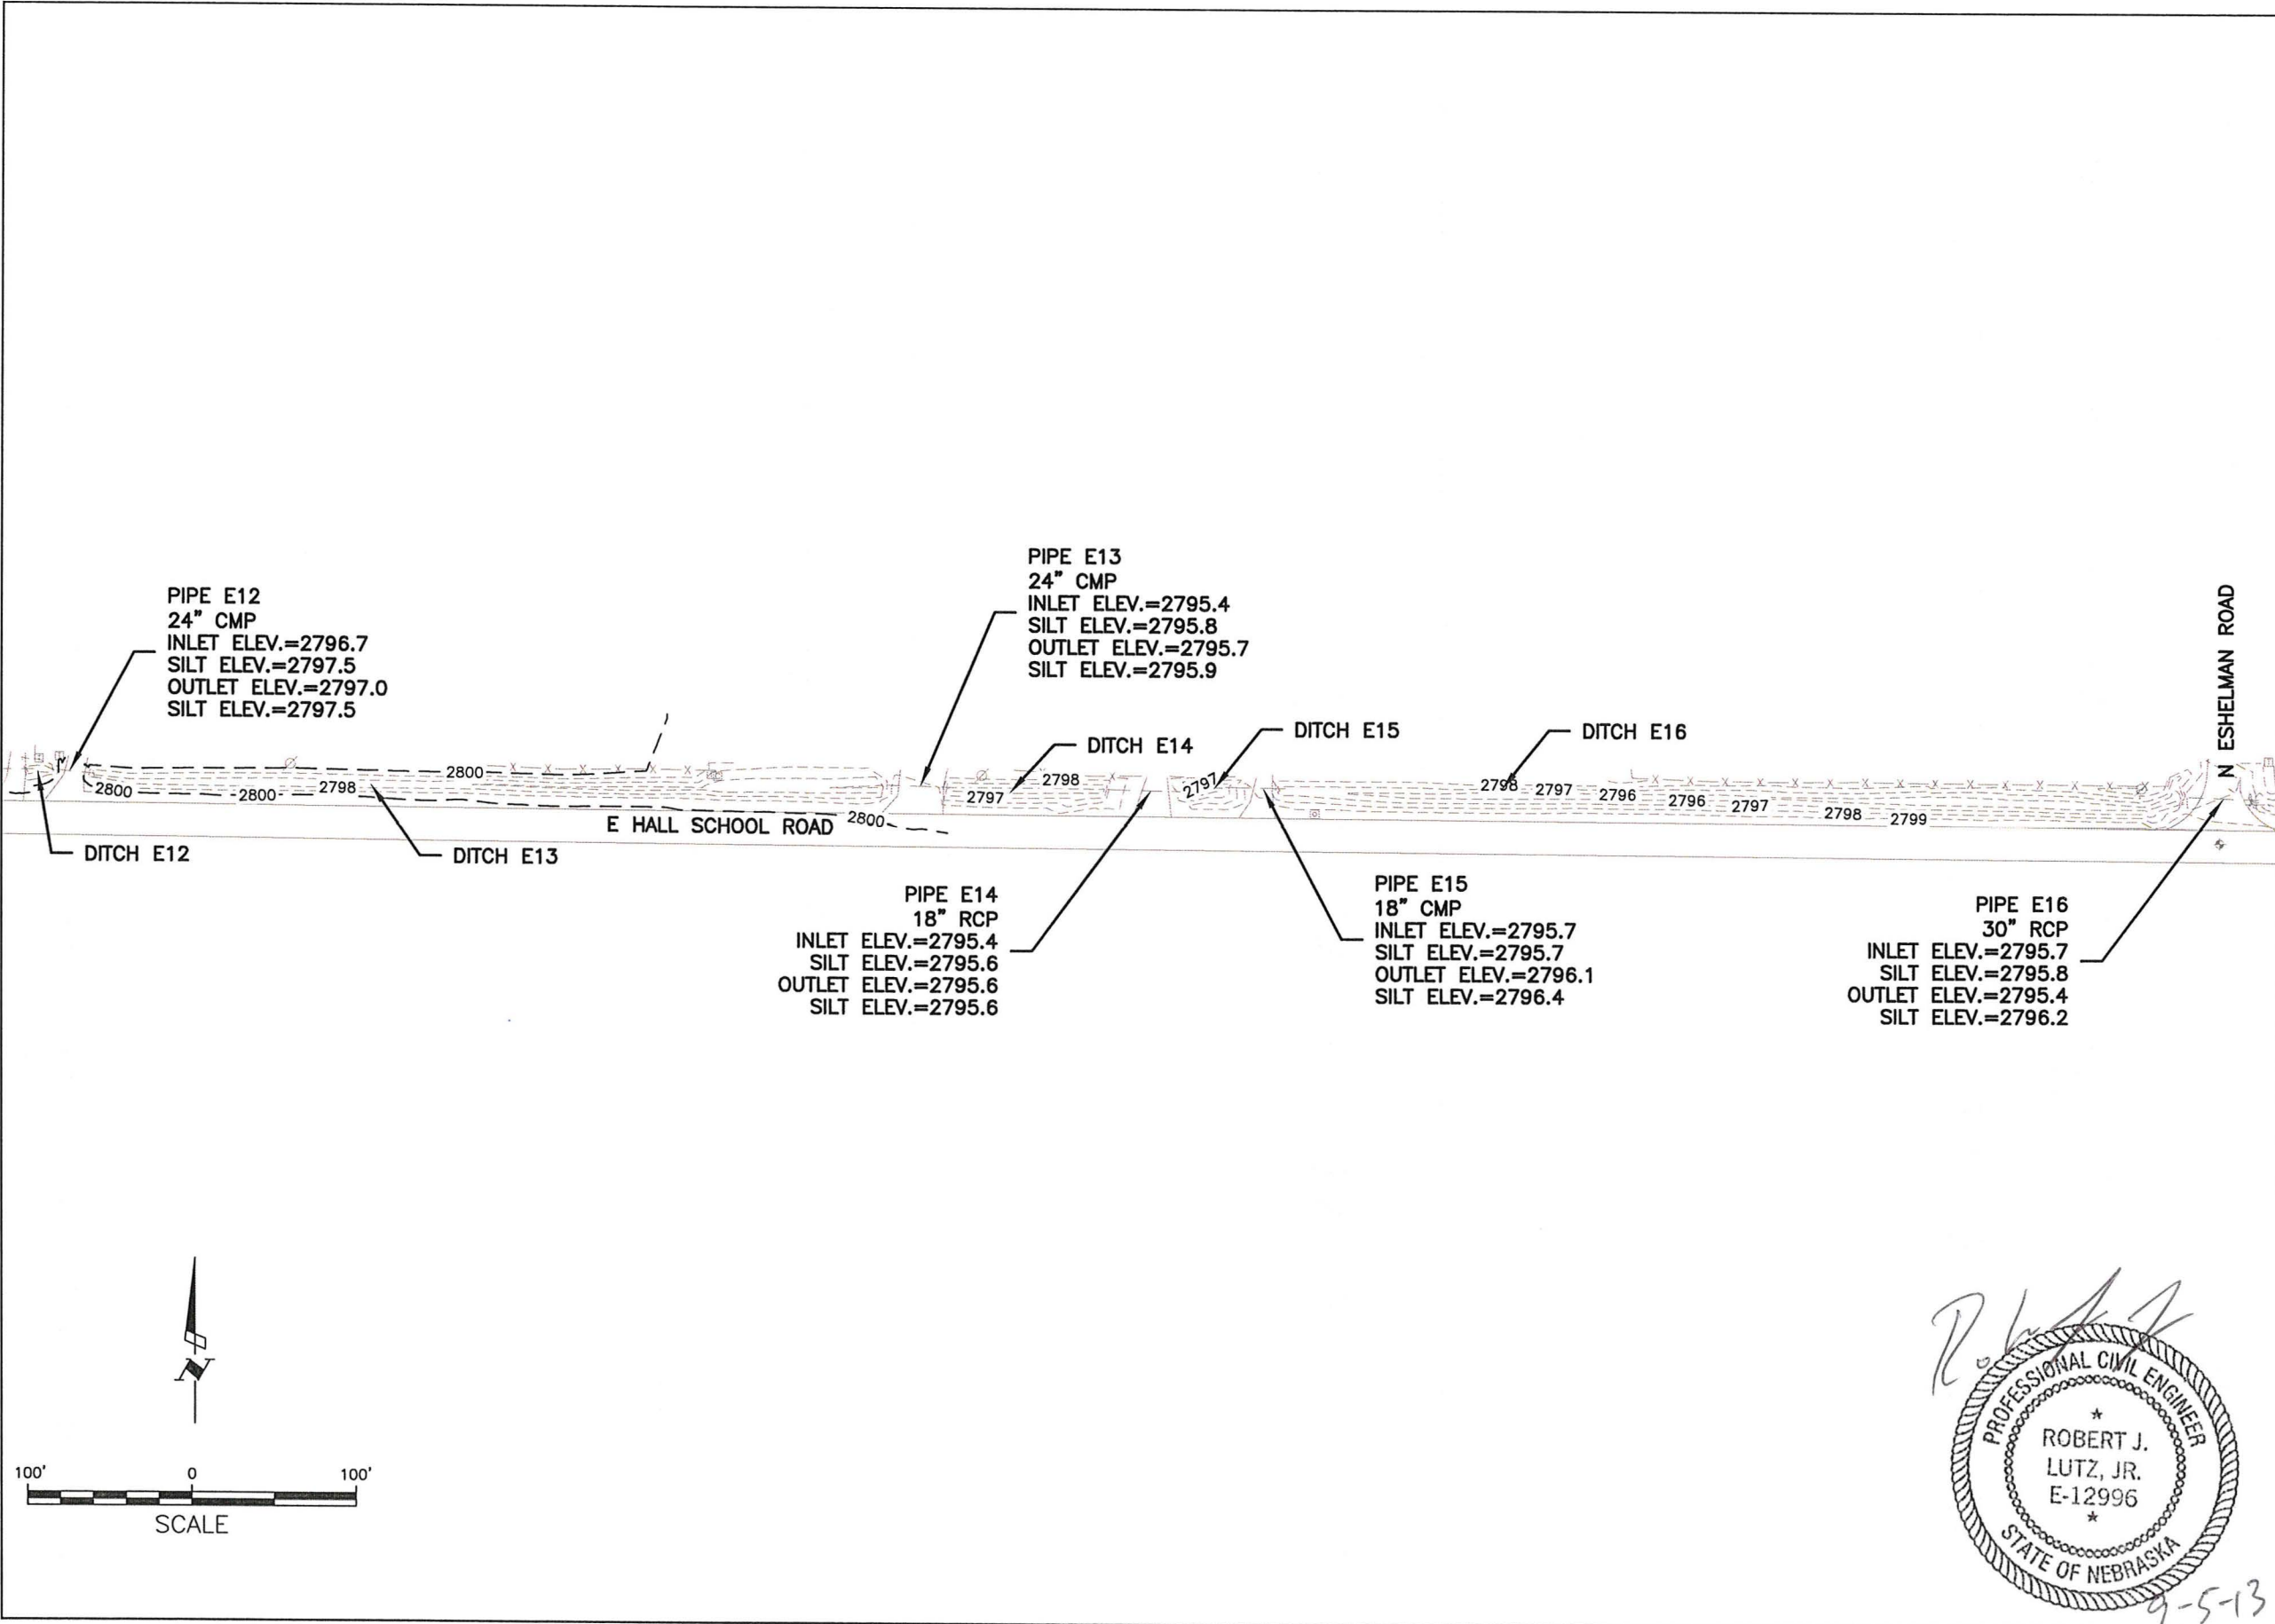 PIPE E12
24" CMP
INLET ELEV.=2796.7
SILT ELEV.=2797.5
OUTLET ELEV.=2797.0
SILT ELEV.=2797.5
PIPE E13
24" CMP
INLET ELEV.=2795.4
SILT ELEV.=2795.8
OUTLET ELEV.=2795.7
SILT ELEV.=2795.9
N ESHELMAN ROAD
DITCH E14
DITCH E15
DITCH E16
2800
2800
2800
2798
2800
2797
2798
2797
2798
2797
2796
2796
2797
2798
2799
E HALL SCHOOL ROAD
DITCH E12
DITCH E13
PIPE E14
18" RCP
INLET ELEV.=2795.4
SILT ELEV.=2795.6
OUTLET ELEV.=2795.6
SILT ELEV.=2795.6
PIPE E15
18" CMP
INLET ELEV.=2795.7
SILT ELEV.=2795.7
OUTLET ELEV.=2796.1
SILT ELEV.=2796.4
PIPE E16
30" RCP
INLET ELEV.=2795.7
SILT ELEV.=2795.8
OUTLET ELEV.=2795.4
SILT ELEV.=2796.2
N
100' 0 100'
SCALE
PROFESSIONAL CIVIL ENGINEER
ROBERT J.
LUTZ, JR.
E-12996
STATE OF NEBRASKA
9-5-13